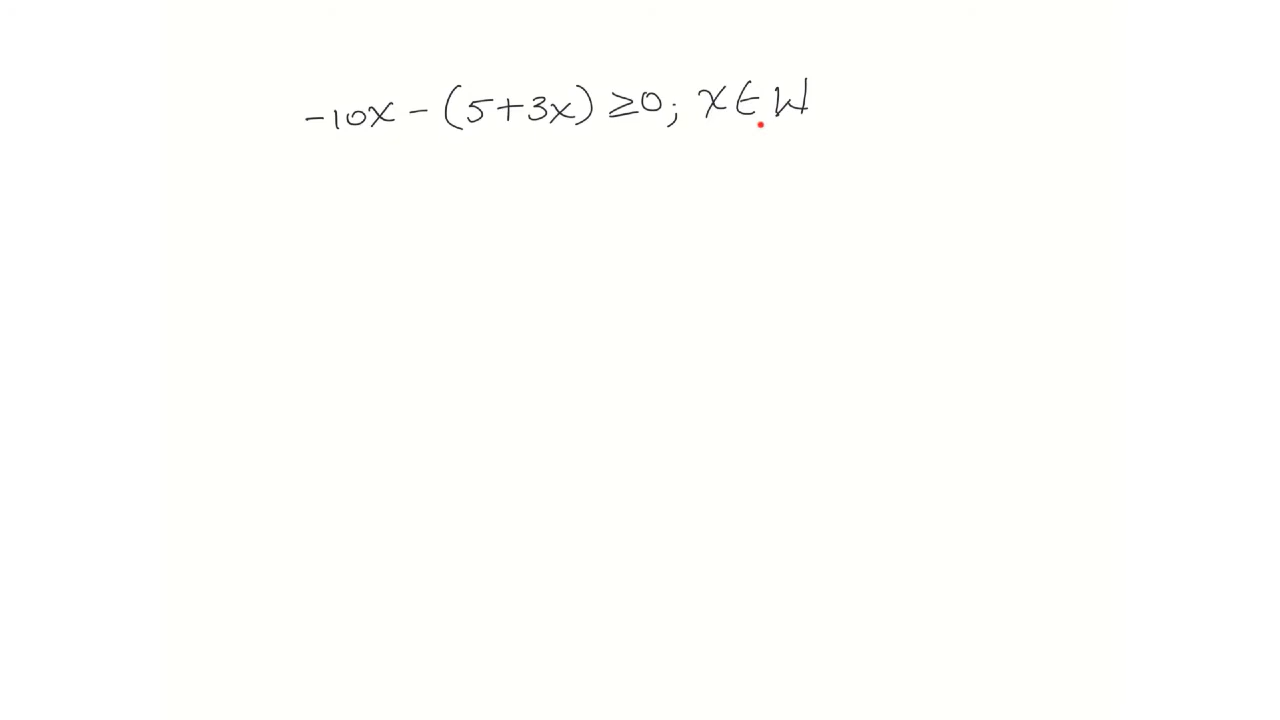 -10x - (5+3x) ≥0; x∈W